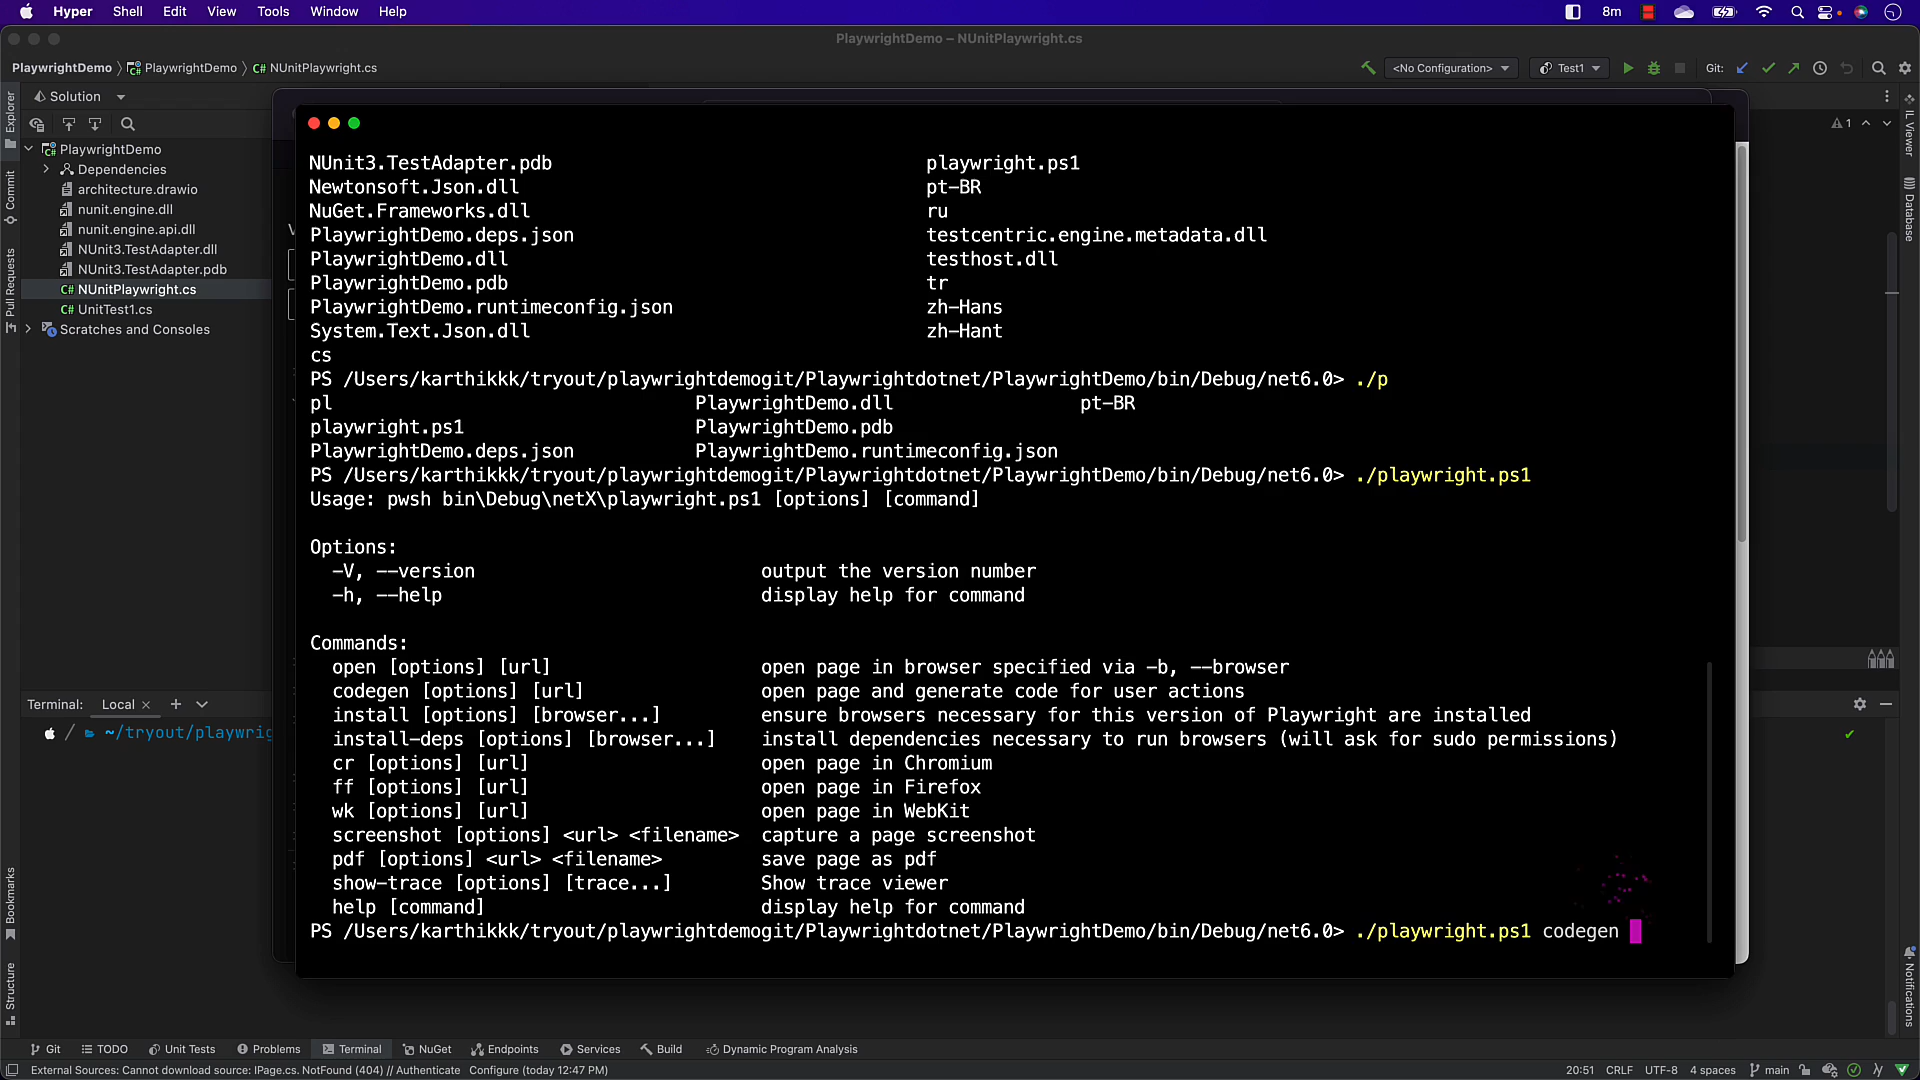 Hyper Shell Edit View Tools Window Help
8m
PlaywrightDemo – NUnitPlaywright.cs
PlaywrightDemo PlaywrightDemo C# NUnitPlaywright.cs
<No Configuration> Test1 Git:
Solution
1
Explorer
Commit
Pull Requests
Bookmarks
Structure
IL Viewer
Database
Notifications
PlaywrightDemo
Dependencies
architecture.drawio
nunit.engine.dll
nunit.engine.api.dll
NUnit3.TestAdapter.dll
NUnit3.TestAdapter.pdb
C# NUnitPlaywright.cs
C# UnitTest1.cs
Scratches and Consoles
NUnit3.TestAdapter.pdb playwright.ps1
Newtonsoft.Json.dll pt-BR
NuGet.Frameworks.dll ru
PlaywrightDemo.deps.json testcentric.engine.metadata.dll
PlaywrightDemo.dll testhost.dll
PlaywrightDemo.pdb tr
PlaywrightDemo.runtimeconfig.json zh-Hans
System.Text.Json.dll zh-Hant
cs
PS /Users/karthikkk/tryout/playwrightdemogit/Playwrightdotnet/PlaywrightDemo/bin/Debug/net6.0> ./p
pl PlaywrightDemo.dll pt-BR
playwright.ps1 PlaywrightDemo.pdb
PlaywrightDemo.deps.json PlaywrightDemo.runtimeconfig.json
PS /Users/karthikkk/tryout/playwrightdemogit/Playwrightdotnet/PlaywrightDemo/bin/Debug/net6.0> ./playwright.ps1
Usage: pwsh bin\Debug\netX\playwright.ps1 [options] [command]
Options:
-V, --version output the version number
-h, --help display help for command
Commands:
open [options] [url] open page in browser specified via -b, --browser
codegen [options] [url] open page and generate code for user actions
install [options] [browser...] ensure browsers necessary for this version of Playwright are installed
install-deps [options] [browser...] install dependencies necessary to run browsers (will ask for sudo permissions)
cr [options] [url] open page in Chromium
ff [options] [url] open page in Firefox
wk [options] [url] open page in WebKit
screenshot [options] <url> <filename> capture a page screenshot
pdf [options] <url> <filename> save page as pdf
show-trace [options] [trace...] Show trace viewer
help [command] display help for command
PS /Users/karthikkk/tryout/playwrightdemogit/Playwrightdotnet/PlaywrightDemo/bin/Debug/net6.0> ./playwright.ps1 codegen
Terminal: Local
/ ~/tryout/playwrig
Git TODO Unit Tests Problems Terminal NuGet Endpoints Services Build Dynamic Program Analysis
External Sources: Cannot download source: IPage.cs. NotFound (404) // Authenticate Configure (today 12:47 PM)
20:51 CRLF UTF-8 4 spaces main